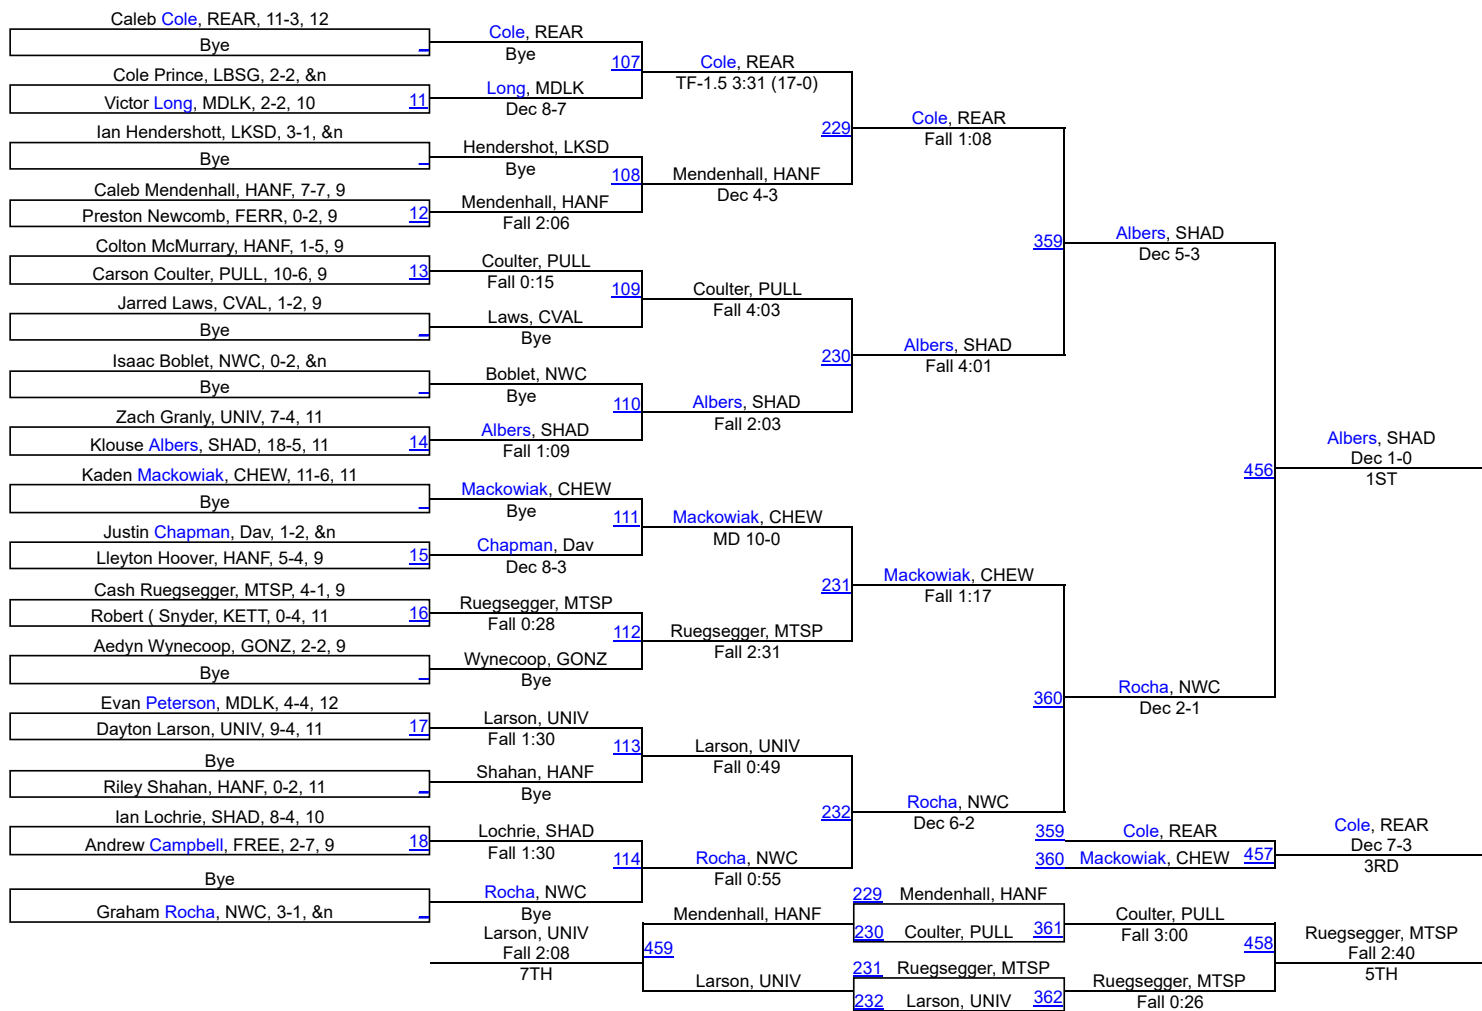 Caleb Cole, REAR, 11-3, 12
Bye
Cole Prince, LBSG, 2-2, &n
Victor Long, MDLK, 2-2, 10
11
Ian Hendershott, LKSD, 3-1, &n
Bye
Caleb Mendenhall, HANF, 7-7, 9
Preston Newcomb, FERR, 0-2, 9
12
Colton McMurrary, HANF, 1-5, 9
Carson Coulter, PULL, 10-6, 9
13
Jarred Laws, CVAL, 1-2, 9
Bye
Isaac Boblet, NWC, 0-2, &n
Bye
Zach Granly, UNIV, 7-4, 11
Klouse Albers, SHAD, 18-5, 11
14
Kaden Mackowiak, CHEW, 11-6, 11
Bye
Justin Chapman, Dav, 1-2, &n
Lleyton Hoover, HANF, 5-4, 9
15
Cash Ruegsegger, MTSP, 4-1, 9
Robert ( Snyder, KETT, 0-4, 11
16
Aedyn Wynecoop, GONZ, 2-2, 9
Bye
Evan Peterson, MDLK, 4-4, 12
Dayton Larson, UNIV, 9-4, 11
17
Bye
Riley Shahan, HANF, 0-2, 11
Ian Lochrie, SHAD, 8-4, 10
Andrew Campbell, FREE, 2-7, 9
18
Bye
Graham Rocha, NWC, 3-1, &n
Cole, REAR
Bye
107
Long, MDLK
Dec 8-7
Hendershot, LKSD
Bye
108
Mendenhall, HANF
Fall 2:06
Coulter, PULL
Fall 0:15
109
Laws, CVAL
Bye
Boblet, NWC
Bye
110
Albers, SHAD
Fall 1:09
Mackowiak, CHEW
Bye
111
Chapman, Dav
Dec 8-3
Ruegsegger, MTSP
Fall 0:28
112
Wynecoop, GONZ
Bye
Larson, UNIV
Fall 1:30
113
Shahan, HANF
Bye
Lochrie, SHAD
Fall 1:30
114
Rocha, NWC
Bye
Cole, REAR
TF-1.5 3:31 (17-0)
229
Mendenhall, HANF
Dec 4-3
Coulter, PULL
Fall 4:03
230
Albers, SHAD
Fall 2:03
Mackowiak, CHEW
MD 10-0
231
Ruegsegger, MTSP
Fall 2:31
Larson, UNIV
Fall 0:49
232
Rocha, NWC
Fall 0:55
Cole, REAR
Fall 1:08
359
Albers, SHAD
Fall 4:01
Mackowiak, CHEW
Fall 1:17
360
Rocha, NWC
Dec 6-2
Albers, SHAD
Dec 5-3
456
Rocha, NWC
Dec 2-1
Albers, SHAD
Dec 1-0
1ST
359
Cole, REAR
360
Mackowiak, CHEW
457
Cole, REAR
Dec 7-3
3RD
229
Mendenhall, HANF
230
Coulter, PULL
361
Coulter, PULL
Fall 3:00
231
Ruegsegger, MTSP
232
Larson, UNIV
362
Ruegsegger, MTSP
Fall 0:26
458
Ruegsegger, MTSP
Fall 2:40
5TH
Mendenhall, HANF
459
Larson, UNIV
Larson, UNIV
Fall 2:08
7TH